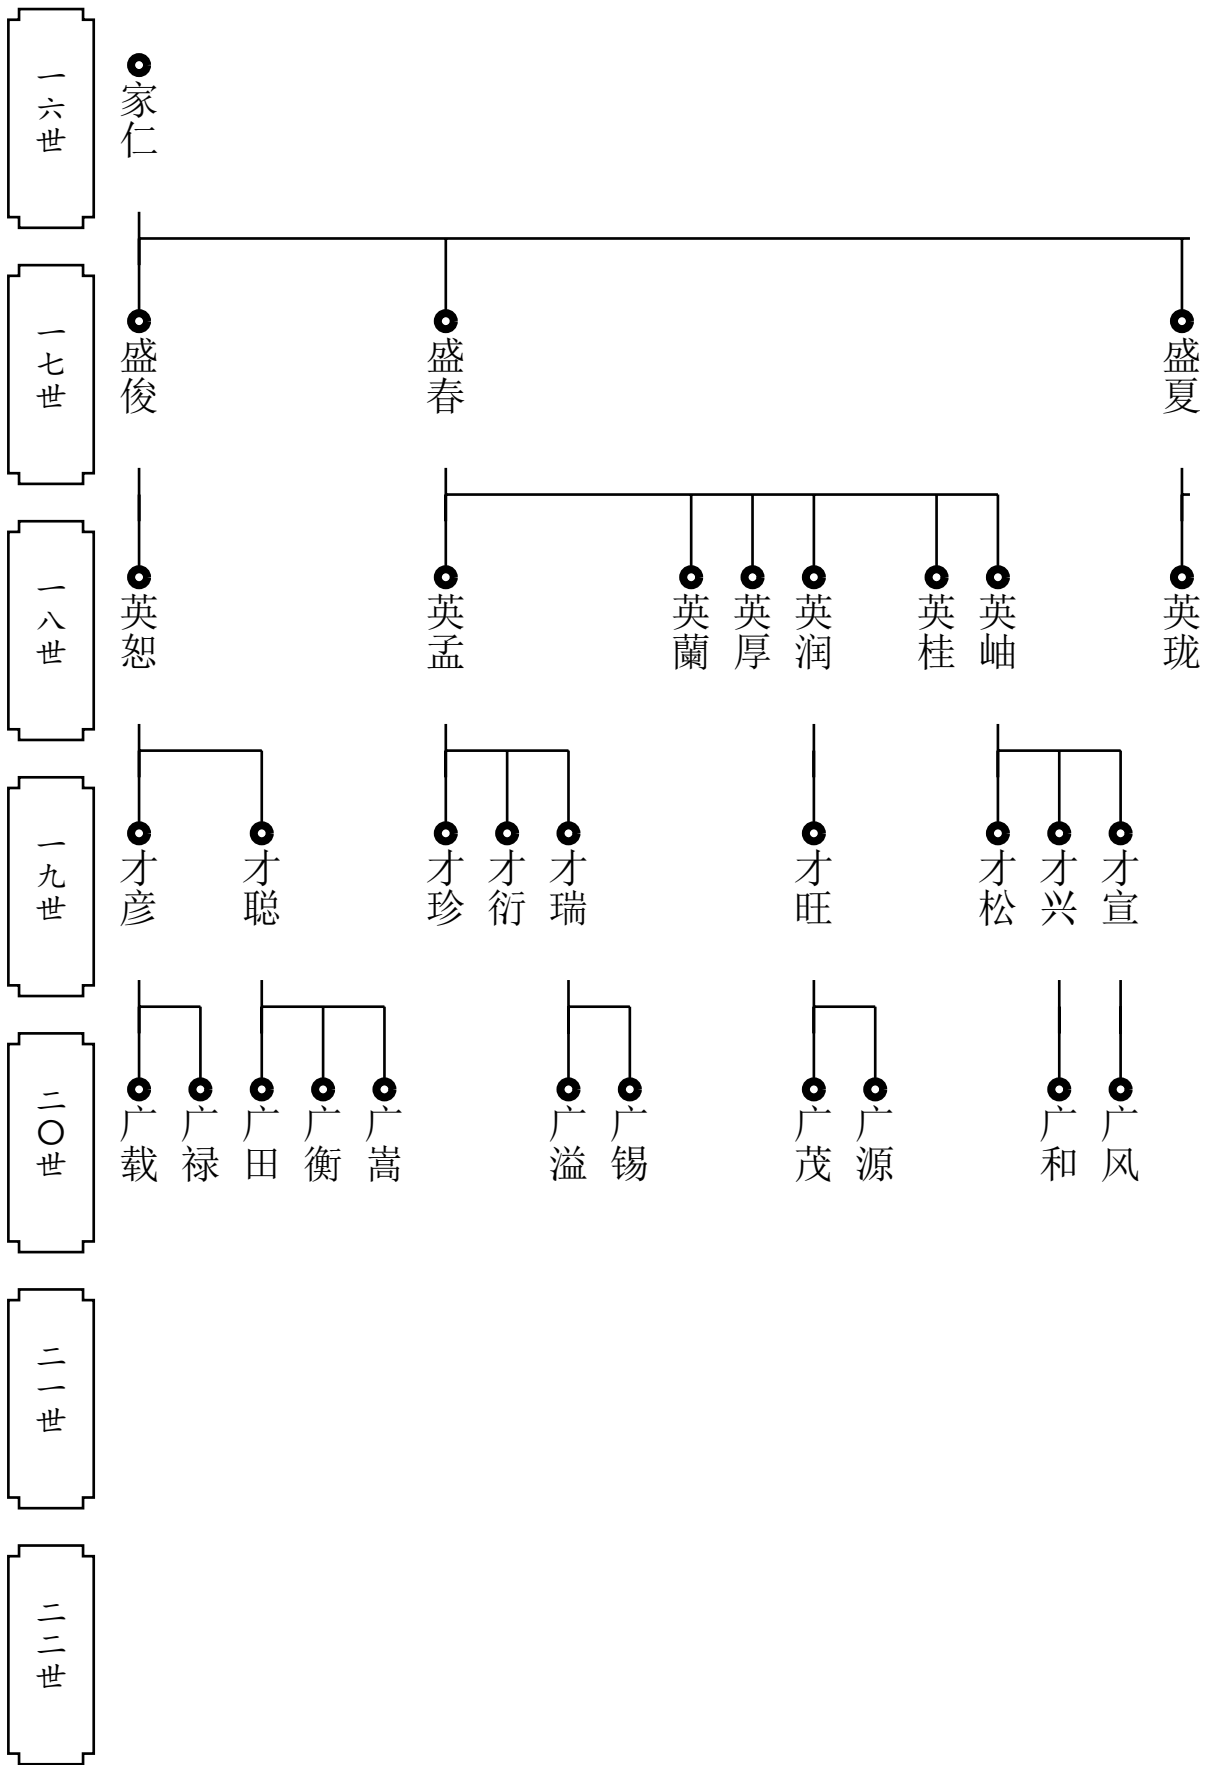 一六世
家仁
一七世
盛俊
盛春
盛夏
一八世
英恕
英孟
英蘭
英厚
英润
英桂
英岫
英珑
一九世
才彦
才聪
才珍
才衍
才瑞
才旺
才松
才兴
才宣
二〇世
广载
广禄
广田
广衡
广嵩
广溢
广锡
广茂
广源
广和
广风
二一世
二二世